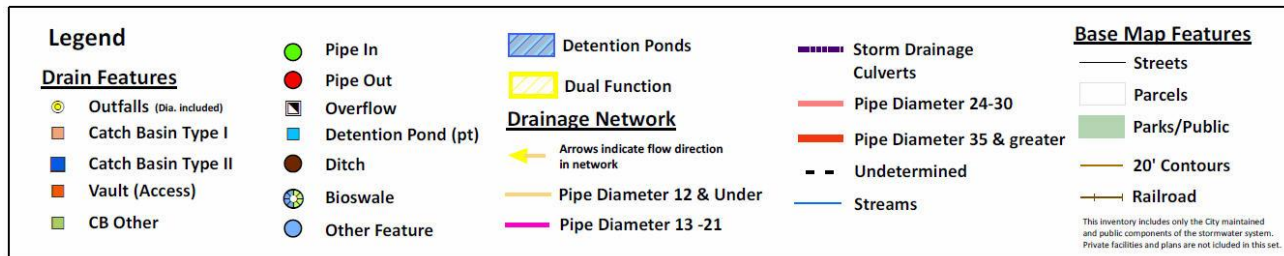 Legend
Drain Features
Outfalls (Dia. included)
Catch Basin Type I
Catch Basin Type II
Vault (Access)
CB Other
Pipe In
Pipe Out
Overflow
Detention Pond (pt)
Ditch
Bioswale
Other Feature
Detention Ponds
Dual Function
Drainage Network
Arrows indicate flow direction
in network
Pipe Diameter 12 & Under
Pipe Diameter 13 -21
Storm Drainage
Culverts
Pipe Diameter 24-30
Pipe Diameter 35 & greater
Undetermined
Streams
Base Map Features
Streets
Parcels
Parks/Public
20' Contours
Railroad
This inventory includes only the City maintained
and public components of the stormwater system.
Private facilities and plans are not icluded in this set.